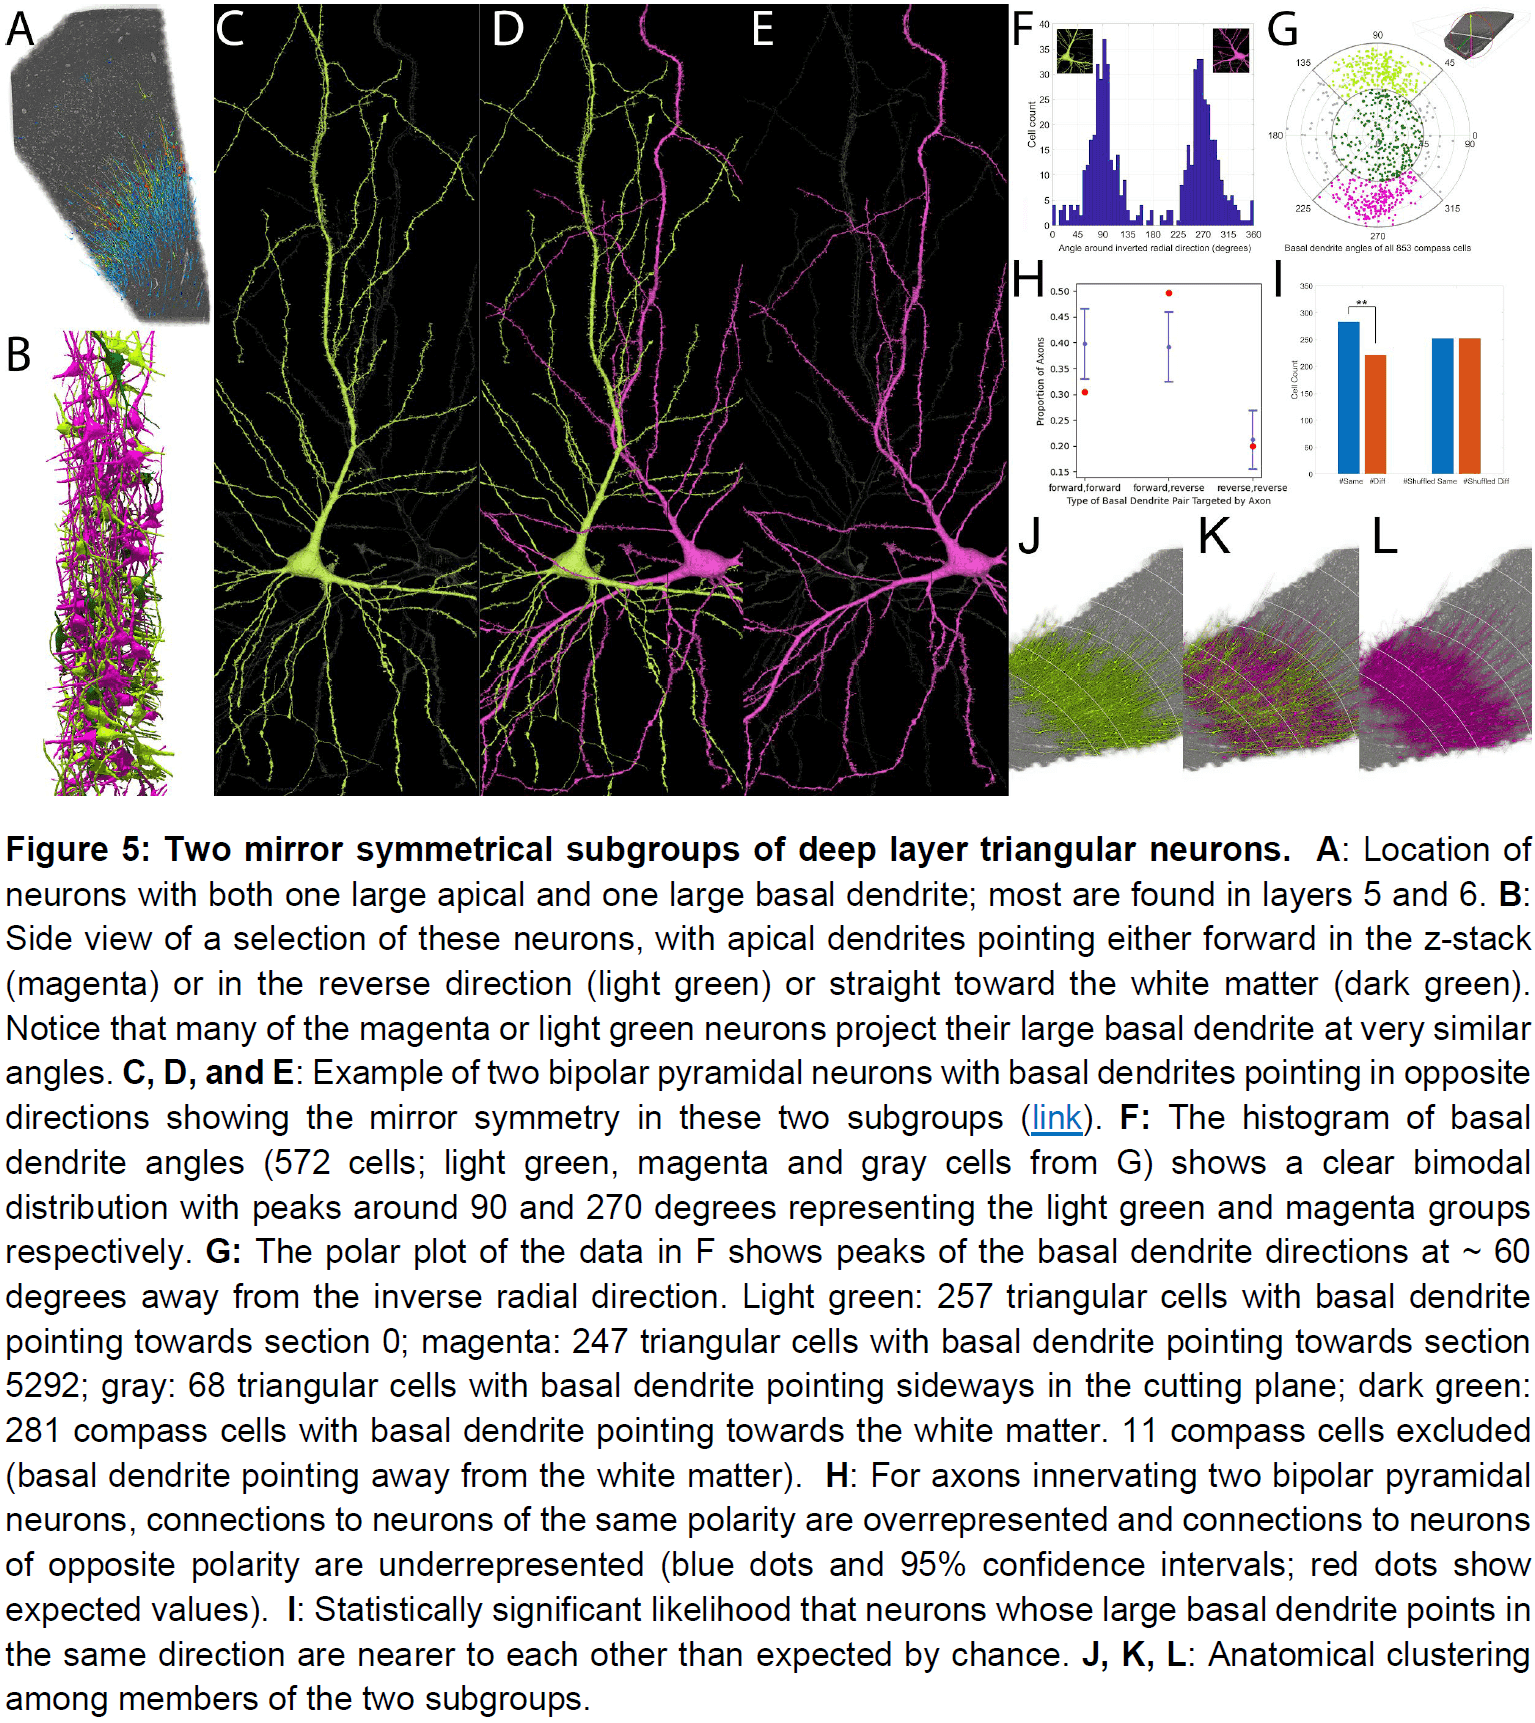 A
B
C
D
E
F
40
35
30
25
20
15
10
5
0
Cell count
0 45 90 135 180 225 270 315 360
Angle around inverted radial direction (degrees)
G
90
135 45
180 45 0
90
225 315
270
Basal dendrite angles of all 853 compass cells
H
0.50
0.45
0.40
0.35
0.30
0.25
0.20
0.15
Proportion of Axons
forward,forward forward,reverse reverse,reverse
Type of Basal Dendrite Pair Targeted by Axon
I
350
300
250
200
150
100
50
0
Cell Count
**
#Same #Diff #Shuffled Same #Shuffled Diff
J
K
L
Figure 5: Two mirror symmetrical subgroups of deep layer triangular neurons. A: Location of
neurons with both one large apical and one large basal dendrite; most are found in layers 5 and 6. B:
Side view of a selection of these neurons, with apical dendrites pointing either forward in the z-stack
(magenta) or in the reverse direction (light green) or straight toward the white matter (dark green).
Notice that many of the magenta or light green neurons project their large basal dendrite at very similar
angles. C, D, and E: Example of two bipolar pyramidal neurons with basal dendrites pointing in opposite
directions showing the mirror symmetry in these two subgroups (link). F: The histogram of basal
dendrite angles (572 cells; light green, magenta and gray cells from G) shows a clear bimodal
distribution with peaks around 90 and 270 degrees representing the light green and magenta groups
respectively. G: The polar plot of the data in F shows peaks of the basal dendrite directions at ~ 60
degrees away from the inverse radial direction. Light green: 257 triangular cells with basal dendrite
pointing towards section 0; magenta: 247 triangular cells with basal dendrite pointing towards section
5292; gray: 68 triangular cells with basal dendrite pointing sideways in the cutting plane; dark green:
281 compass cells with basal dendrite pointing towards the white matter. 11 compass cells excluded
(basal dendrite pointing away from the white matter). H: For axons innervating two bipolar pyramidal
neurons, connections to neurons of the same polarity are overrepresented and connections to neurons
of opposite polarity are underrepresented (blue dots and 95% confidence intervals; red dots show
expected values). I: Statistically significant likelihood that neurons whose large basal dendrite points in
the same direction are nearer to each other than expected by chance. J, K, L: Anatomical clustering
among members of the two subgroups.